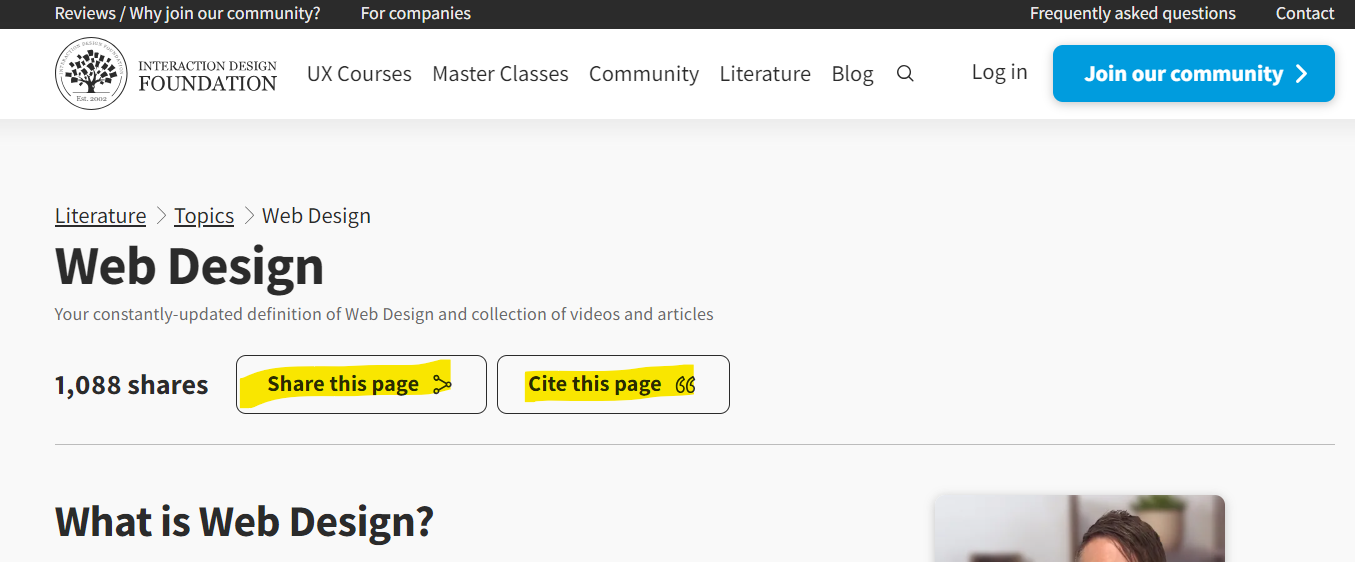 Reviews / Why join our community? For companies Frequently asked questions Contact
INTERACTION DESIGN FOUNDATION
Est. 2002
INTERACTION DESIGN
FOUNDATION
UX Courses Master Classes Community Literature Blog Log in Join our community
Literature Topics Web Design
Web Design
Your constantly-updated definition of Web Design and collection of videos and articles
1,088 shares Share this page Cite this page
What is Web Design?